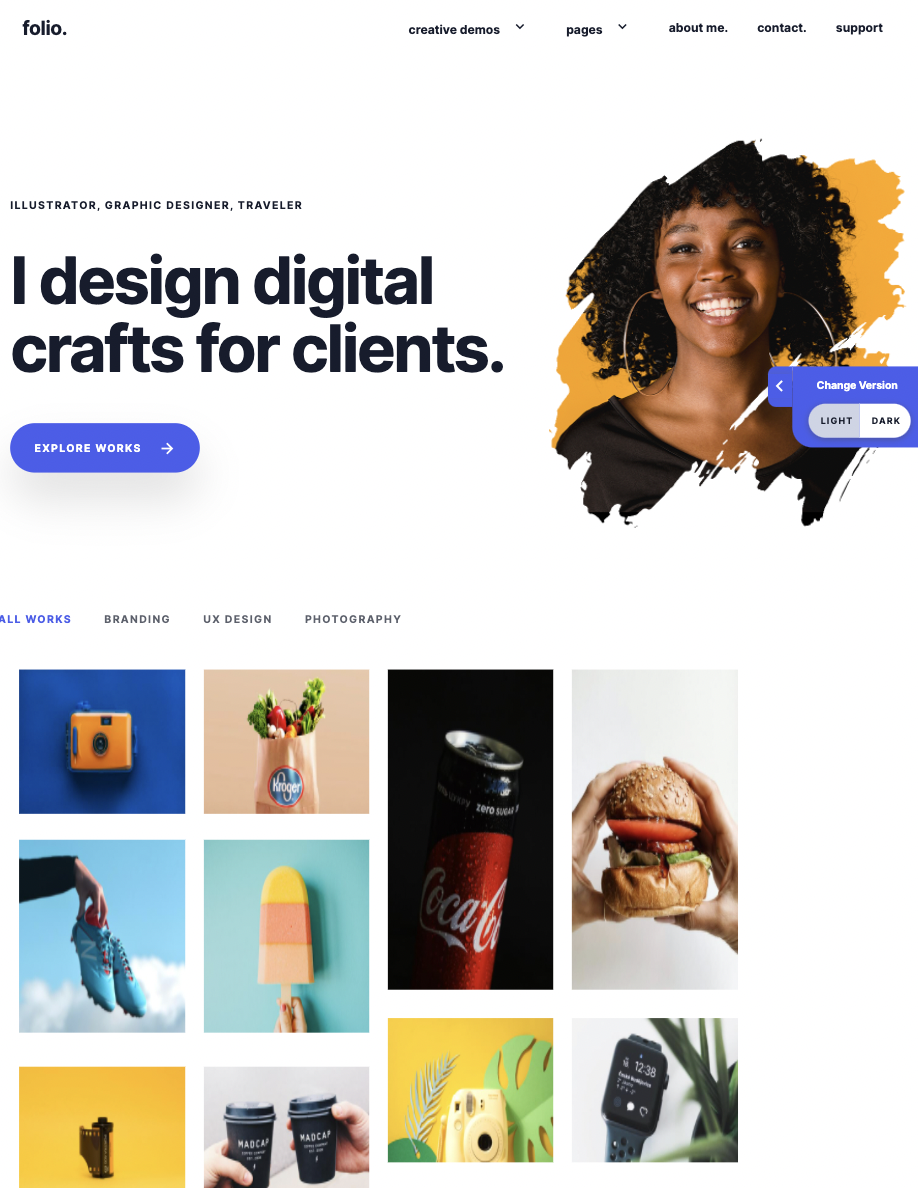 folio.
creative demos
pages
about me.
contact.
support
ILLUSTRATOR, GRAPHIC DESIGNER, TRAVELER
I design digital
crafts for clients.
EXPLORE WORKS
Change Version
LIGHT
DARK
ALL WORKS
BRANDING
UX DESIGN
PHOTOGRAPHY
Kroger
zero SUGAR
Coca-C
12:38
MADCAP
MADCAP